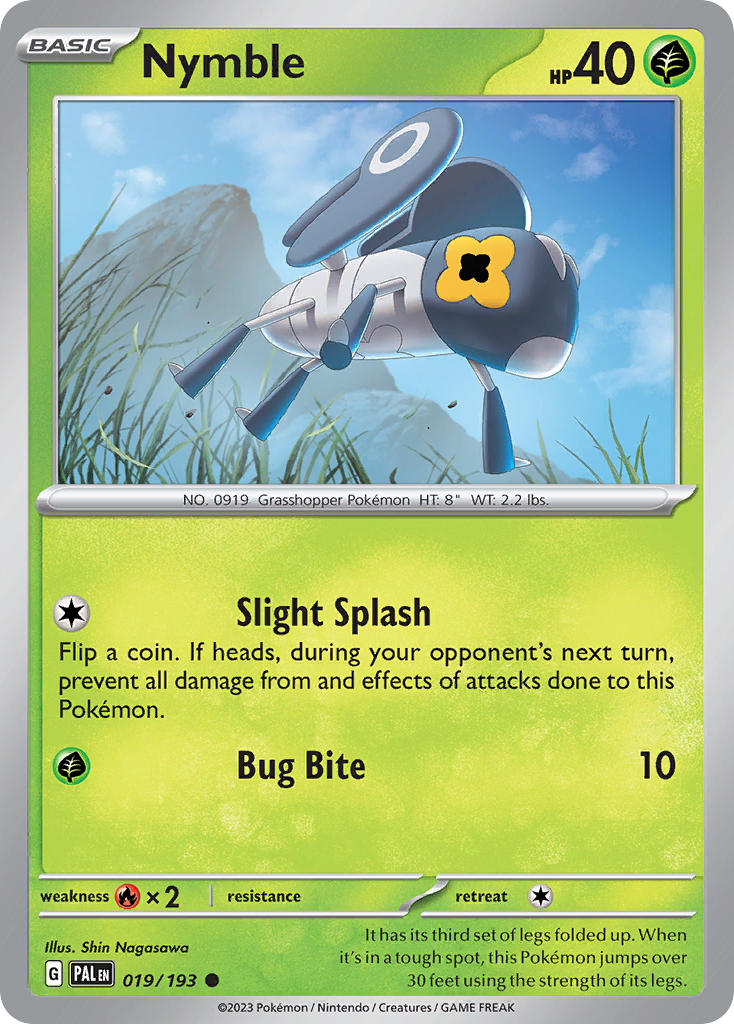 BASIC
Nymble
HP 40
NO. 0919 Grasshopper Pokémon HT: 8" WT: 2.2 lbs.
Slight Splash
Flip a coin. If heads, during your opponent's next turn,
prevent all damage from and effects of attacks done to this
Pokémon.
Bug Bite 10
weakness ×2 resistance retreat
Illus. Shin Nagasawa
It has its third set of legs folded up. When
it's in a tough spot, this Pokémon jumps over
30 feet using the strength of its legs.
G PAL EN 019/193
©2023 Pokémon / Nintendo / Creatures / GAME FREAK